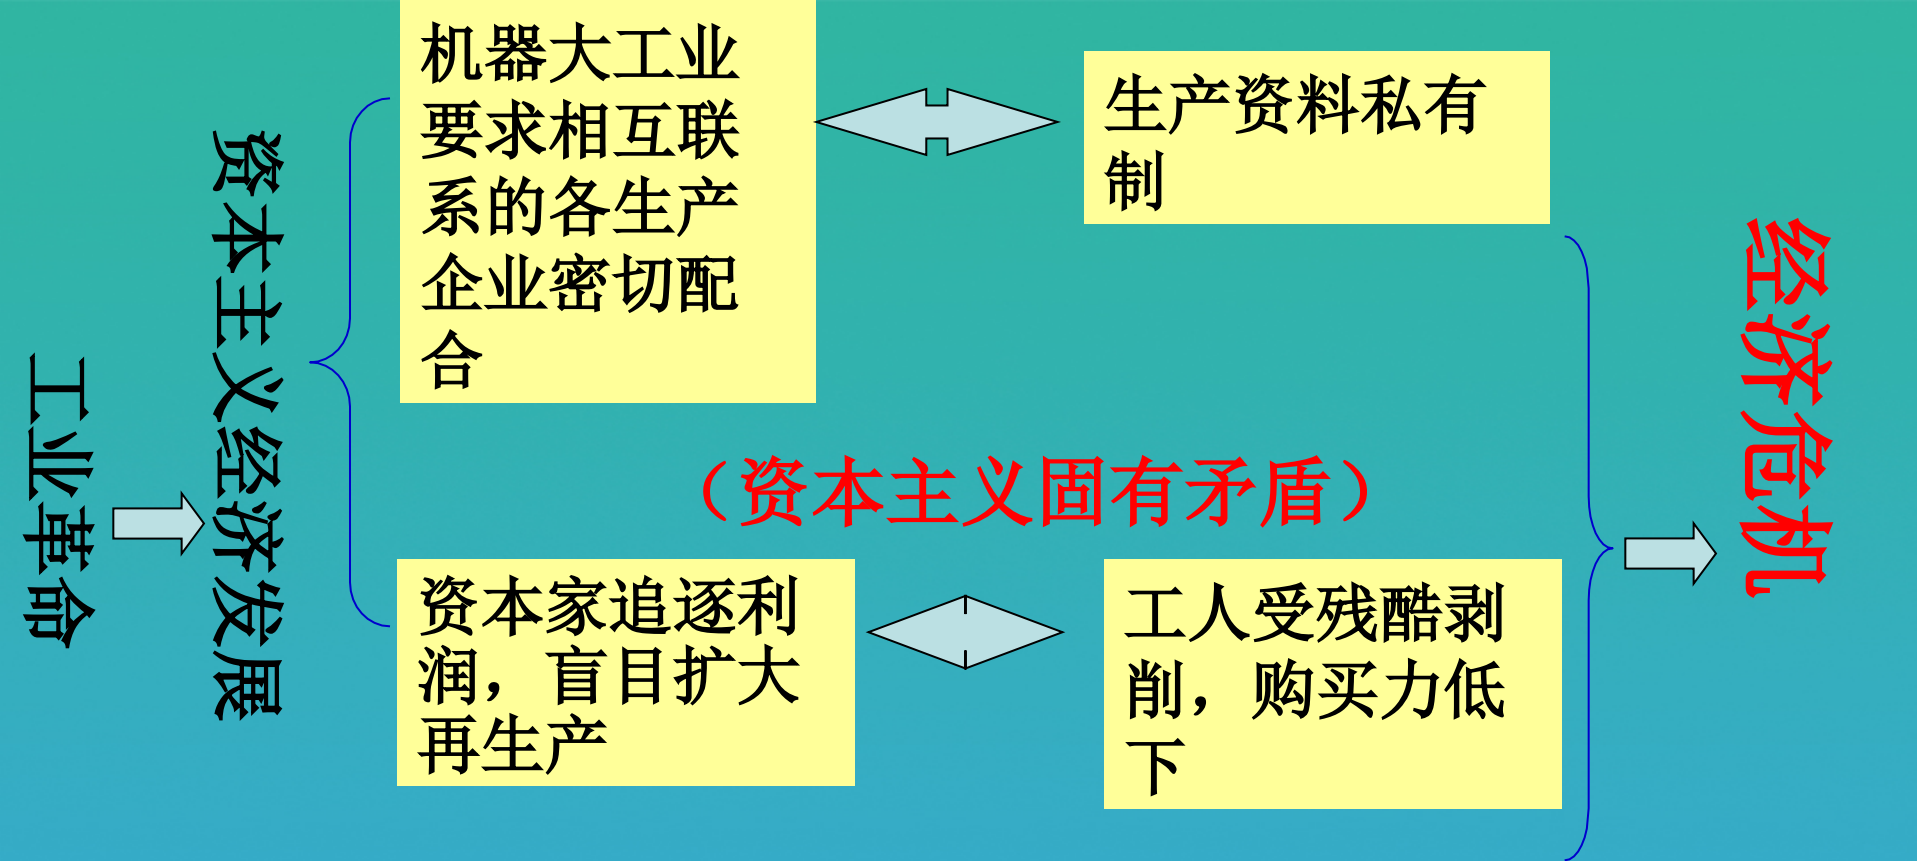 工业革命
资本主义经济发展
机器大工业
要求相互联
系的各生产
企业密切配
合
生产资料私有
制
（资本主义固有矛盾）
资本家追逐利
润，盲目扩大
再生产
工人受残酷剥
削，购买力低
下
经济危机